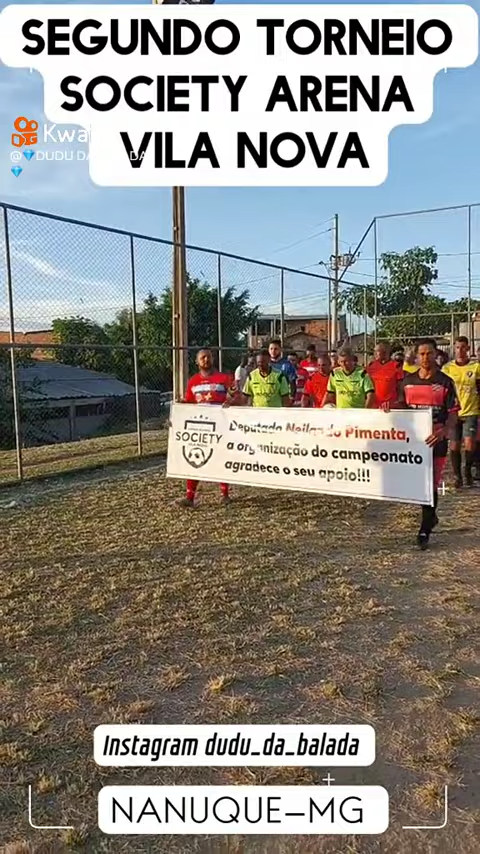 SEGUNDO TORNEIO
SOCIETY ARENA
VILA NOVA
Kwai
SOCIETY
Deputado Neilando Pimenta,
a organização do campeonato
agradece o seu apoio!!!
Instagram dudu_da_balada
NANUQUE-MG